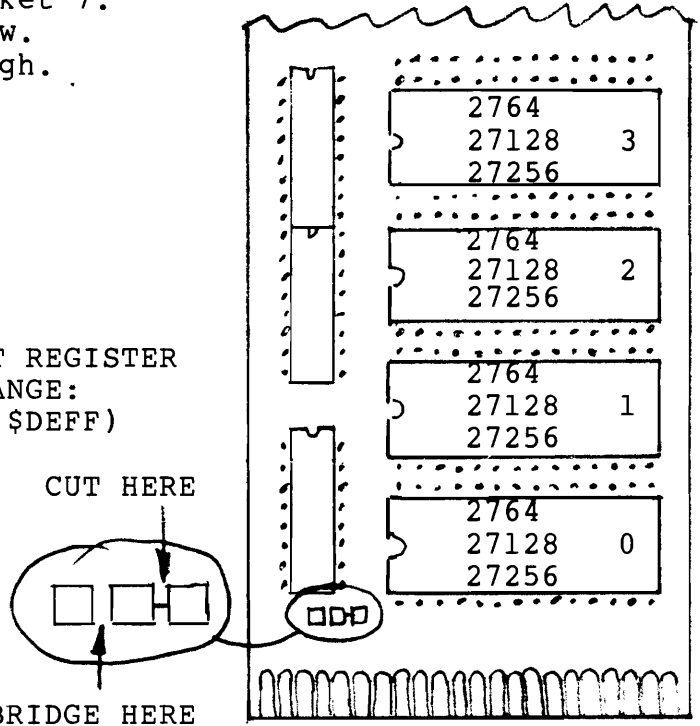 ket 7.
w.
gh.
2764
27128 3
27256
2764
27128 2
27256
T REGISTER
ANGE:
$DEFF)
2764
27128 1
27256
CUT HERE
2764
27128 0
27256
BRIDGE HERE